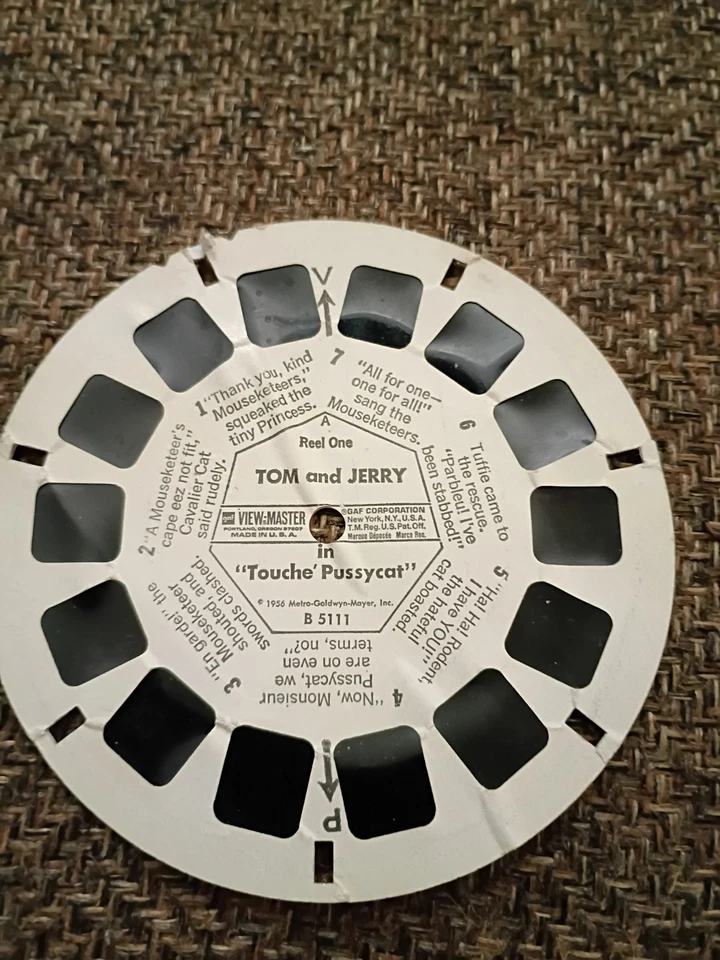 V
A
Reel One
TOM and JERRY
gaf VIEW-MASTER
PORTLAND, OREGON 97207
MADE IN U.S.A.
©GAF CORPORATION
New York, N.Y., U.S.A.
T.M. Reg. U.S. Pat. Off.
Marque Déposée Marca Reg.
in
"Touche' Pussycat"
© 1956 Metro-Goldwyn-Mayer, Inc.
B 5111
1 "Thank you, kind
Mouseketeers,"
squeaked the
tiny Princess.
2 "A Mouseketeer's
cape eez not fit,"
Cavalier Cat
said rudely.
3 "En garde!" the
Mouseketeer
shouted and
swords clashed.
4 "Now, Monsieur
Pussycat, we
are on even
terms, no?"
5 "Ha! Ha! Rodent,
I have YOU!"
the hateful
cat boasted.
6 Tuffie came to
the rescue.
"Parbleu! I've
been stabbed!"
7 "All for one—
one for all!"
sang the
Mouseketeers.
P